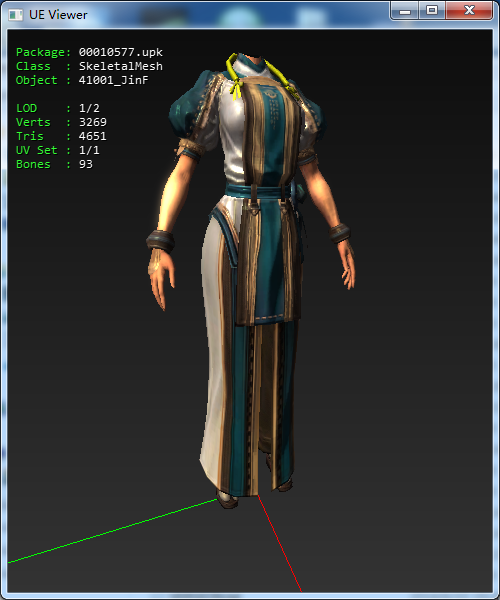 UE Viewer
Package: 00010577.upk
Class  : SkeletalMesh
Object : 41001_JinF
LOD    : 1/2
Verts  : 3269
Tris   : 4651
UV Set : 1/1
Bones  : 93